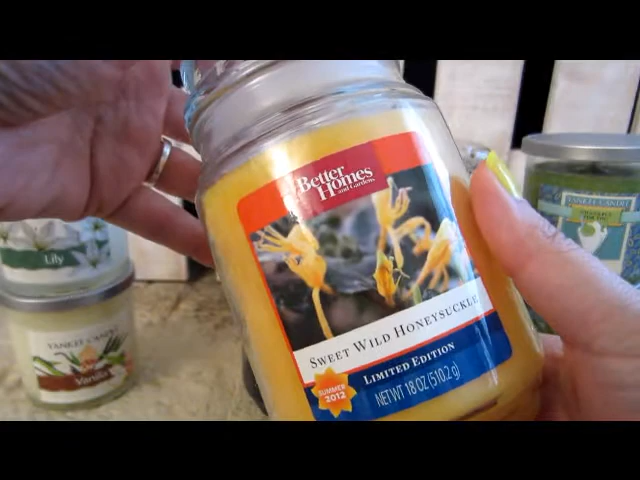 Better
Homes
and Gardens
SWEET WILD HONEYSUCKLE
LIMITED EDITION
NET WT 18 OZ (510.2 g)
SUMMER
2012
Lily
YANKEE CANDLE
Vanilla
YANKEE CANDLE